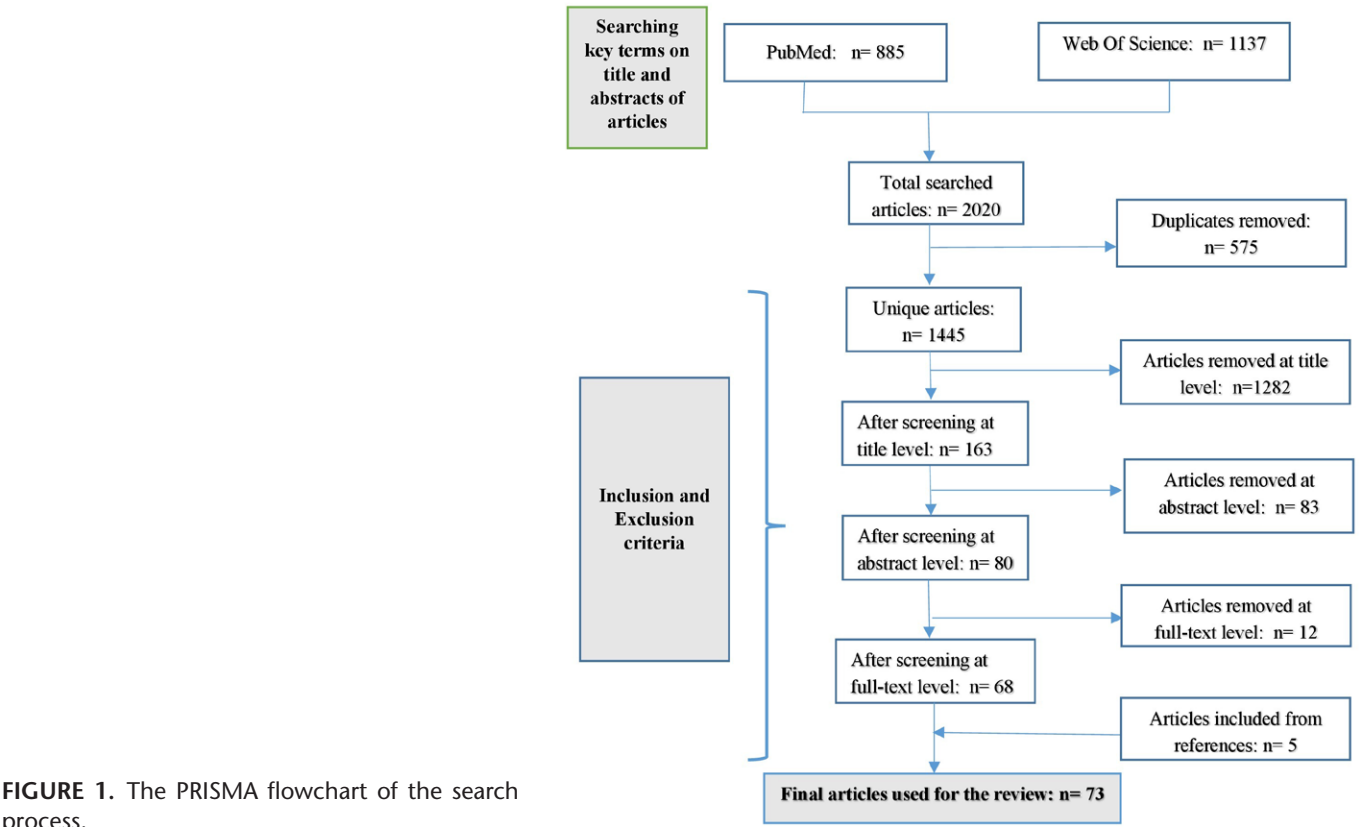 Searching
key terms on
title and
abstracts of
articles
PubMed: n= 885
Web Of Science: n= 1137
Total searched
articles: n= 2020
Duplicates removed:
n= 575
Unique articles:
n= 1445
Articles removed at title
level: n=1282
After screening at
title level: n= 163
Articles removed at
abstract level: n= 83
Inclusion and
Exclusion
criteria
After screening at
abstract level: n= 80
Articles removed at
full-text level: n= 12
After screening at
full-text level: n= 68
Articles included from
references: n= 5
Final articles used for the review: n= 73
FIGURE 1. The PRISMA flowchart of the search
process.